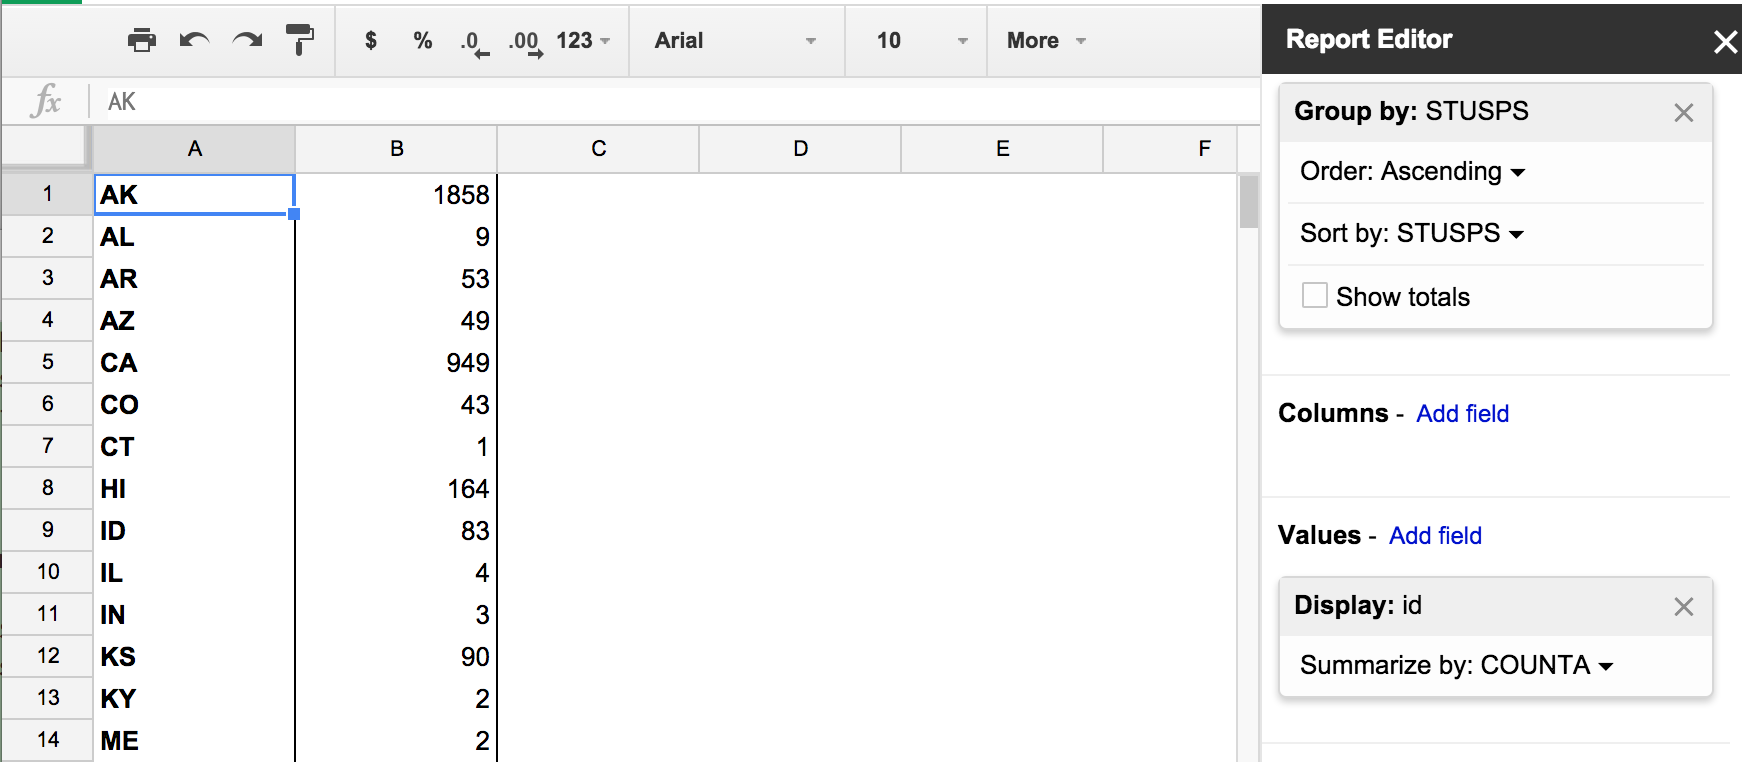 $ % .0 .00 123 Arial 10 More
fx AK
A B C D E F
1 AK 1858
2 AL 9
3 AR 53
4 AZ 49
5 CA 949
6 CO 43
7 CT 1
8 HI 164
9 ID 83
10 IL 4
11 IN 3
12 KS 90
13 KY 2
14 ME 2
Report Editor
Group by: STUSPS
Order: Ascending
Sort by: STUSPS
Show totals
Columns - Add field
Values - Add field
Display: id
Summarize by: COUNTA